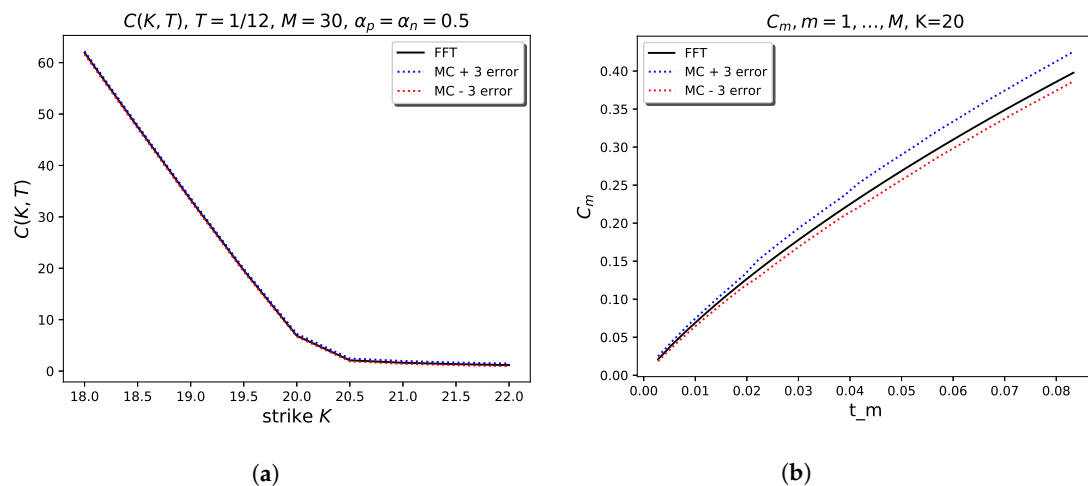 C(K, T), T = 1/12, M = 30, αp = αn = 0.5
FFT
MC + 3 error
MC - 3 error
C(K, T)
60
50
40
30
20
10
0
18.0 18.5 19.0 19.5 20.0 20.5 21.0 21.5 22.0
strike K
(a)
Cm, m = 1, ..., M, K=20
FFT
MC + 3 error
MC - 3 error
Cm
0.40
0.35
0.30
0.25
0.20
0.15
0.10
0.05
0.00
0.00 0.01 0.02 0.03 0.04 0.05 0.06 0.07 0.08
t_m
(b)